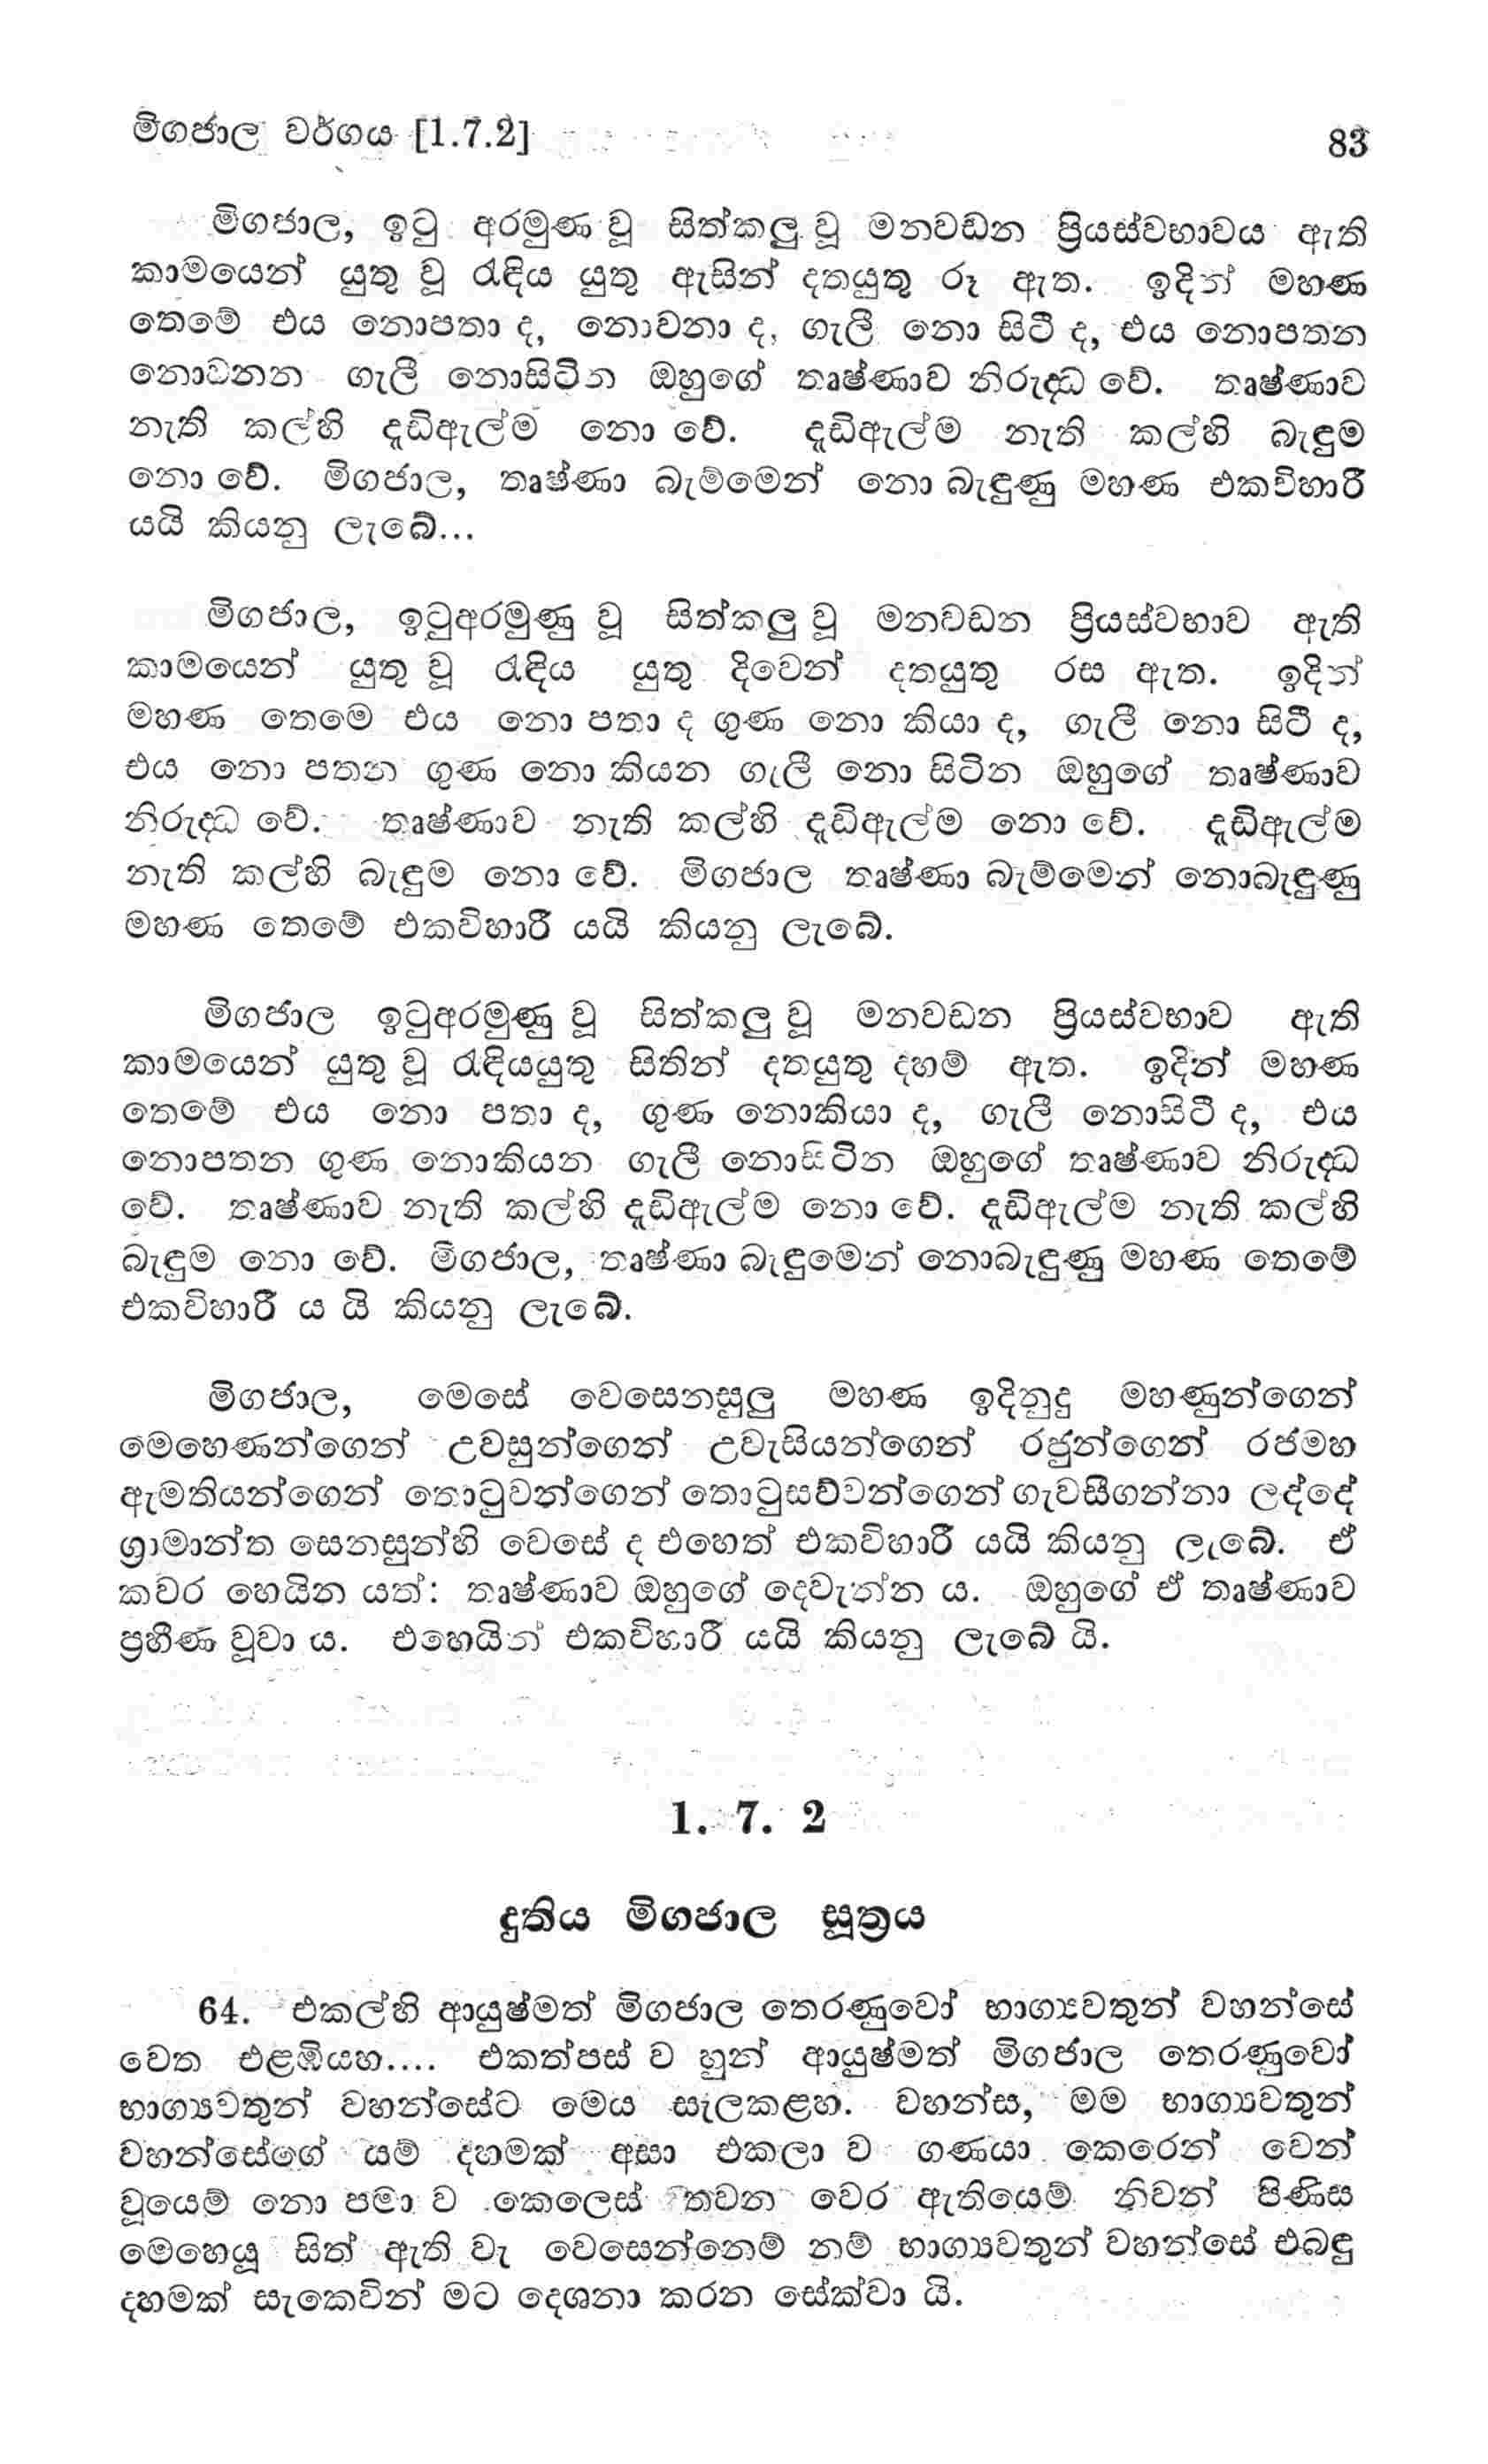 මිගජාල වර්ගය [1.7.2] 83
මිගජාල, ඉටු අරමුණ වූ සිත්කලු වූ මනවඩන ප්‍රියස්වභාවය ඇති
කාමයෙන් යුතු වූ රැඳිය යුතු ඇසින් දතයුතු රූ ඇත. ඉදින් මහණ
තෙමේ එය නොපතා ද, නොවනා ද, ගැලී නො සිටී ද, එය නොපතන
නොවනන ගැලී නොසිටින ඔහුගේ තෘෂ්ණාව නිරුද්ධ වේ. තෘෂ්ණාව
නැති කල්හි දැඩිඇල්ම නො වේ. දැඩිඇල්ම නැති කල්හි බැඳුම
නො වේ. මිගජාල, තෘෂ්ණා බැම්මෙන් නො බැඳුණු මහණ එකවිහාරී
යයි කියනු ලැබේ...
මිගජාල, ඉටුඅරමුණු වූ සිත්කලු වූ මනවඩන ප්‍රියස්වභාව ඇති
කාමයෙන් යුතු වූ රැඳිය යුතු දිවෙන් දතයුතු රස ඇත. ඉදින්
මහණ තෙමෙ එය නො පතා ද ගුණ නො කියා ද, ගැලී නො සිටී ද,
එය නො පතන ගුණ නො කියන ගැලී නො සිටින ඔහුගේ තෘෂ්ණාව
නිරුද්ධ වේ. තෘෂ්ණාව නැති කල්හි දැඩිඇල්ම නො වේ. දැඩිඇල්ම
නැති කල්හි බැඳුම නො වේ. මිගජාල තෘෂ්ණා බැම්මෙන් නොබැඳුණු
මහණ තෙමේ එකවිහාරී යයි කියනු ලැබේ.
මිගජාල ඉටුඅරමුණු වූ සිත්කලු වූ මනවඩන ප්‍රියස්වභාව ඇති
කාමයෙන් යුතු වූ රැඳියයුතු සිතින් දතයුතු දහම් ඇත. ඉදින් මහණ
තෙමේ එය නො පතා ද, ගුණ නොකියා ද, ගැලී නොසිටී ද, එය
නොපතන ගුණ නොකියන ගැලී නොසිටින ඔහුගේ තෘෂ්ණාව නිරුද්ධ
වේ. තෘෂ්ණාව නැති කල්හි දැඩිඇල්ම නො වේ. දැඩිඇල්ම නැති කල්හි
බැඳුම නො වේ. මිගජාල, තෘෂ්ණා බැඳුමෙන් නොබැඳුණු මහණ තෙමේ
එකවිහාරී ය යි කියනු ලැබේ.
මිගජාල, මෙසේ වෙසෙනසුලු මහණ ඉදිනුදු මහණුන්ගෙන්
මෙහෙණන්ගෙන් උවසුන්ගෙන් උවැසියන්ගෙන් රජුන්ගෙන් රජමහ
ඇමතියන්ගෙන් තොටුවන්ගෙන් තොටුසව්වන්ගෙන් ගැවසීගන්නා ලද්දේ
ග්‍රාමාන්ත සෙනසුන්හි වෙසේ ද එහෙත් එකවිහාරී යයි කියනු ලැබේ. ඒ
කවර හෙයින යත්: තෘෂ්ණාව ඔහුගේ දෙවැන්න ය. ඔහුගේ ඒ තෘෂ්ණාව
ප්‍රහීණ වූවා ය. එහෙයින් එකවිහාරී යයි කියනු ලැබේ යි.
1. 7. 2
දුතිය මිගජාල සූත්‍රය
64. එකල්හි ආයුෂ්මත් මිගජාල තෙරණුවෝ භාග්‍යවතුන් වහන්සේ
වෙත එළඹියහ.... එකත්පස් ව හුන් ආයුෂ්මත් මිගජාල තෙරණුවෝ
භාග්‍යවතුන් වහන්සේට මෙය සැලකළහ. වහන්ස, මම භාග්‍යවතුන්
වහන්සේගේ යම් දහමක් අසා එකලා ව ගණයා කෙරෙන් වෙන්
වූයෙම් නො පමා ව කෙලෙස් තවන වෙර ඇතියෙම් නිවන් පිණිස
මෙහෙයූ සිත් ඇති වැ වෙසෙන්නෙම් නම් භාග්‍යවතුන් වහන්සේ එබඳු
දහමක් සැකෙවින් මට දෙශනා කරන සේක්වා යි.